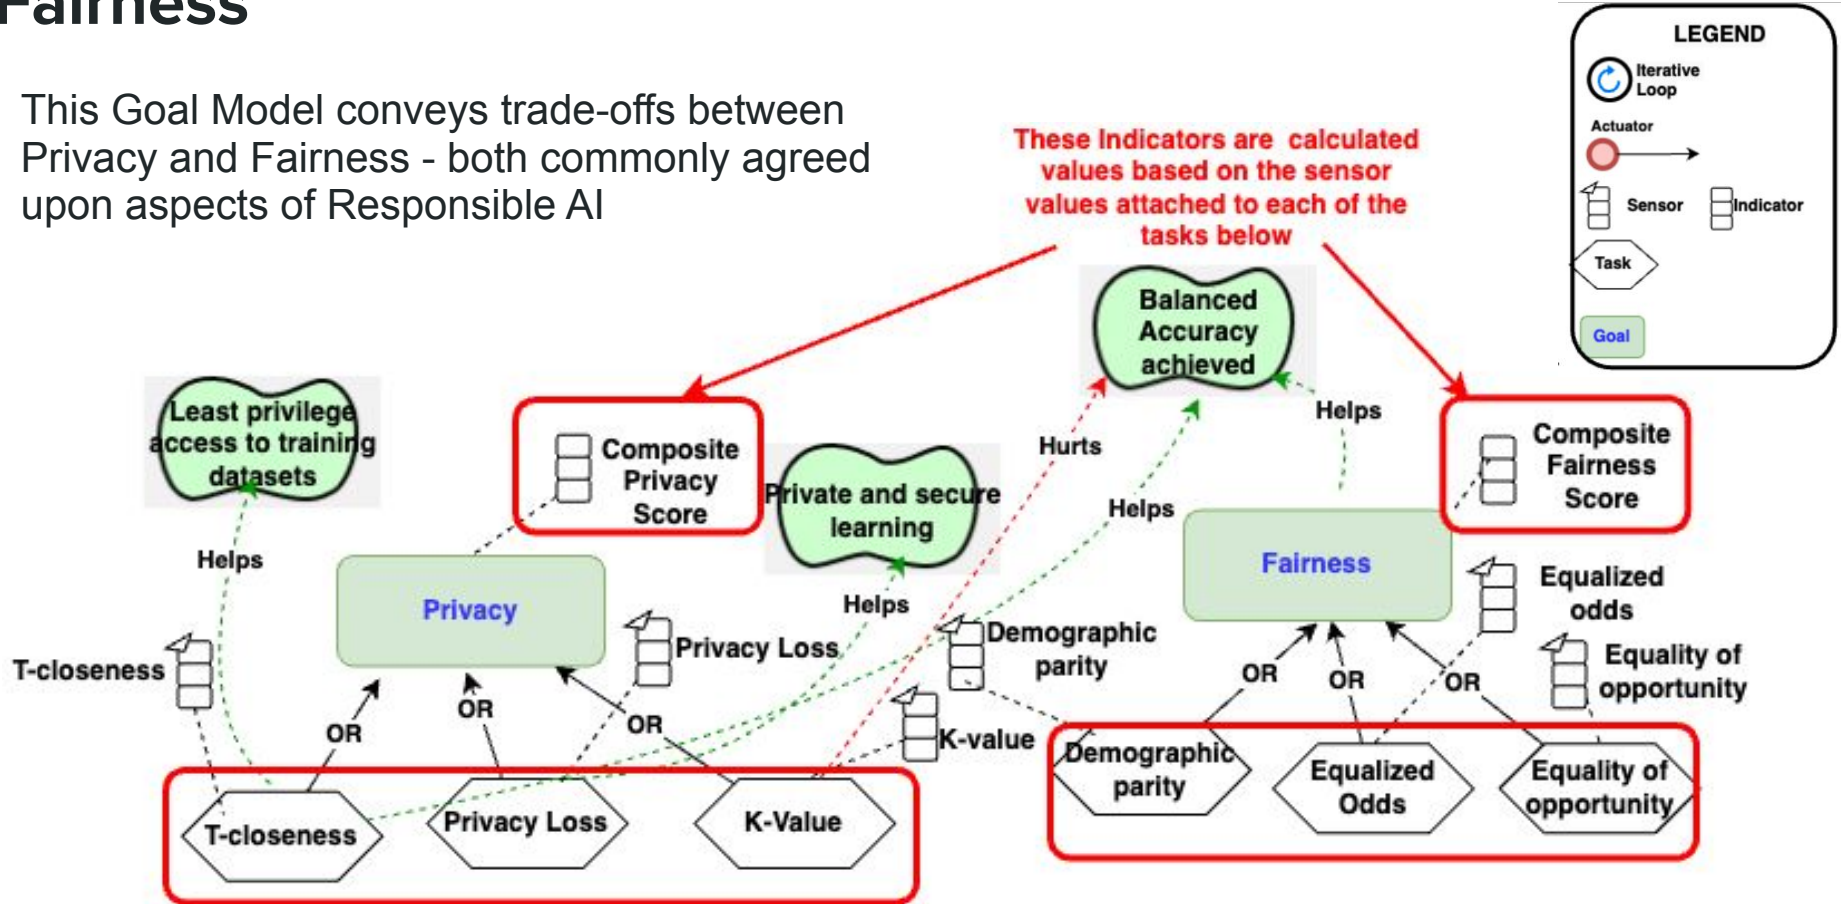 Fairness
This Goal Model conveys trade-offs between
Privacy and Fairness - both commonly agreed
upon aspects of Responsible AI
These Indicators are calculated
values based on the sensor
values attached to each of the
tasks below
LEGEND
Iterative
Loop
Actuator
Sensor
Indicator
Task
Goal
Least privilege
access to training
datasets
Composite
Privacy
Score
Private and secure
learning
Balanced
Accuracy
achieved
Composite
Fairness
Score
Helps
Hurts
Helps
Helps
Helps
Privacy
Fairness
T-closeness
Privacy Loss
Demographic
parity
K-value
Equalized
odds
Equality of
opportunity
OR
OR
OR
OR
OR
OR
T-closeness
Privacy Loss
K-Value
Demographic
parity
Equalized
Odds
Equality of
opportunity